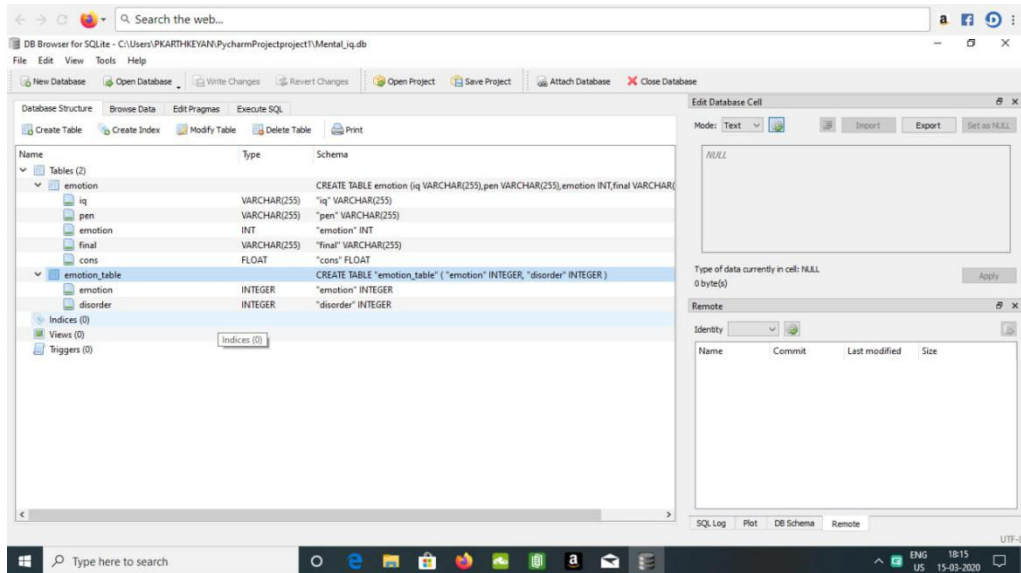 Search the web...
DB Browser for SQLite - C:\Users\PKARTHKEYAN\PycharmProjectproject1\Mental_iq.db
File Edit View Tools Help
New Database Open Database Write Changes Revert Changes Open Project Save Project Attach Database Close Database
Database Structure Browse Data Edit Pragmas Execute SQL
Create Table Create Index Modify Table Delete Table Print
Name Type Schema
Tables (2)
emotion CREATE TABLE emotion (iq VARCHAR(255),pen VARCHAR(255),emotion INT,final VARCHAR(
iq VARCHAR(255) "iq" VARCHAR(255)
pen VARCHAR(255) "pen" VARCHAR(255)
emotion INT "emotion" INT
final VARCHAR(255) "final" VARCHAR(255)
cons FLOAT "cons" FLOAT
emotion_table CREATE TABLE "emotion_table" ( "emotion" INTEGER, "disorder" INTEGER )
emotion INTEGER "emotion" INTEGER
disorder INTEGER "disorder" INTEGER
Indices (0)
Views (0)
Indices (0)
Triggers (0)
Edit Database Cell
Mode: Text Import Export Set as NULL
NULL
Type of data currently in cell: NULL
0 byte(s)
Apply
Remote
Identity
Name Commit Last modified Size
SQL Log Plot DB Schema Remote
UTF-8
Type here to search
ENG 18:15
US 15-03-2020